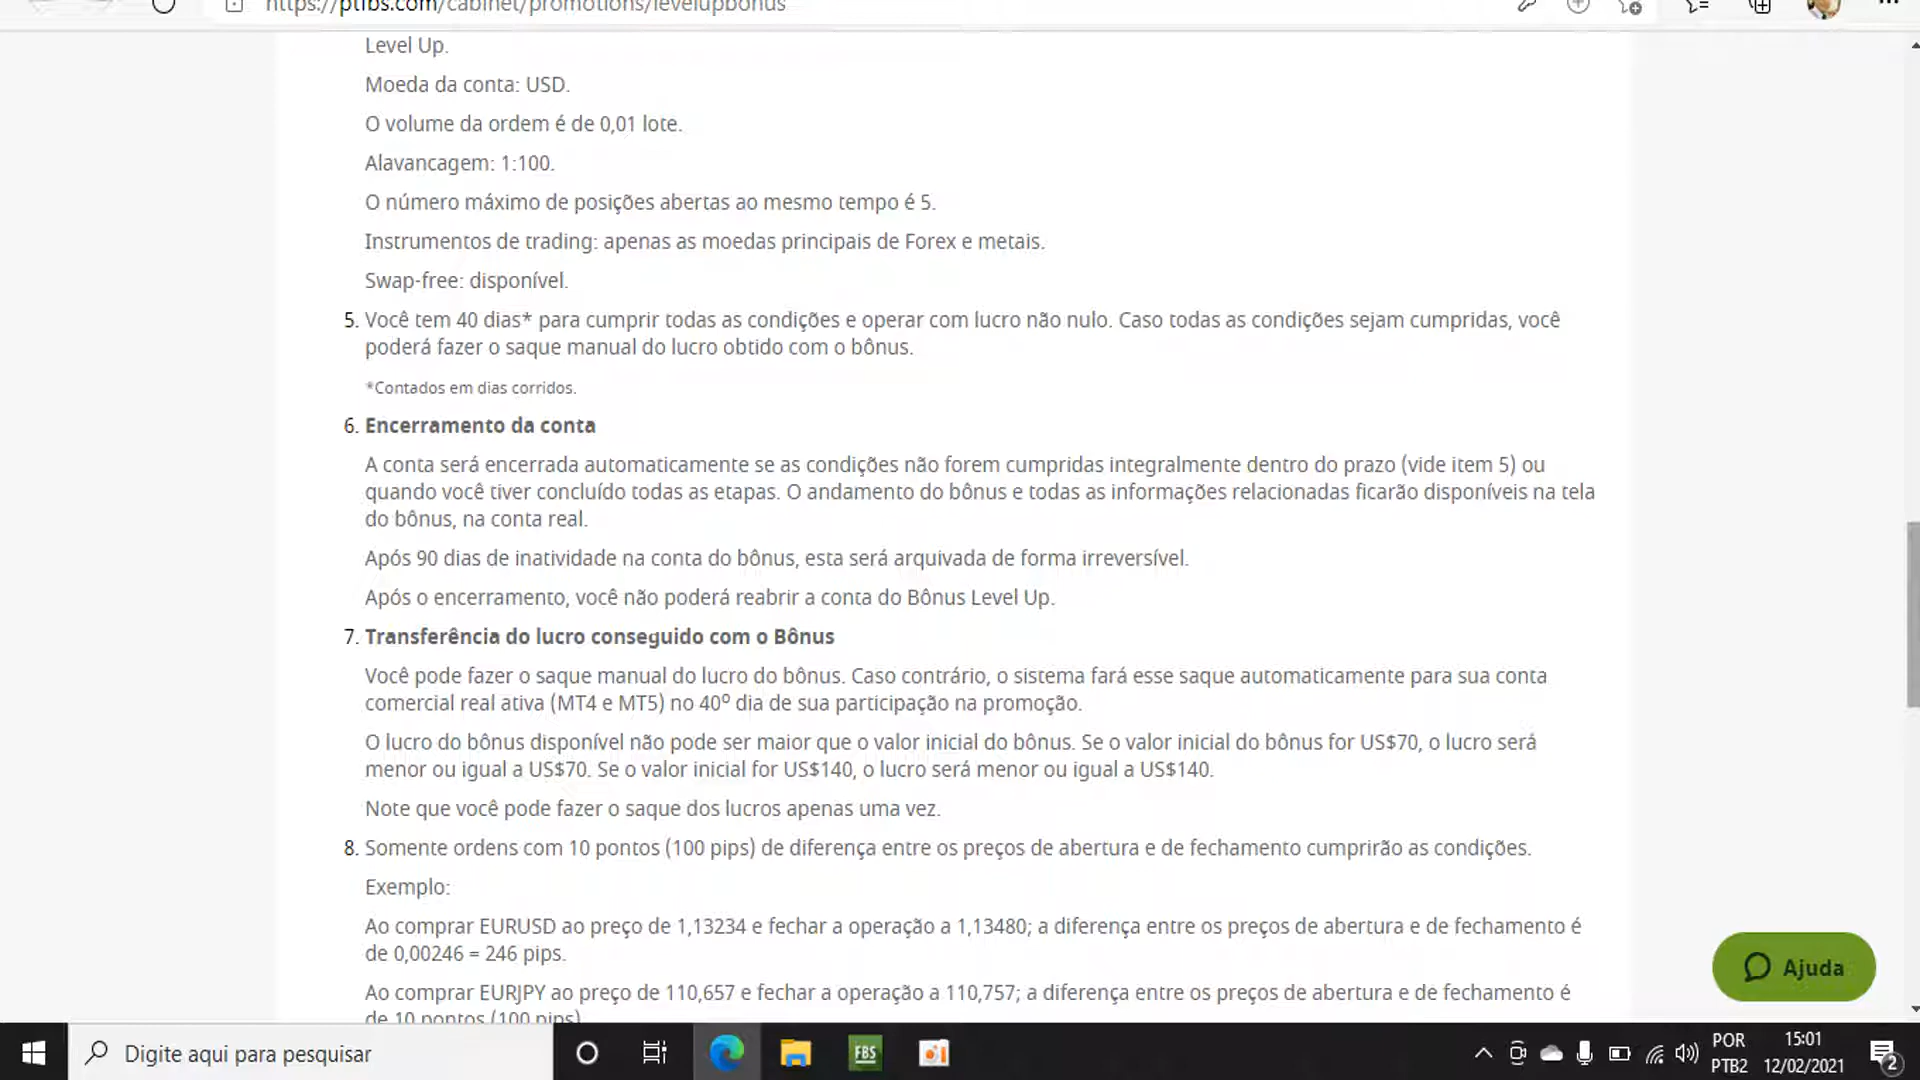 https://ptfbs.com/cabinet/promotions/levelupbonus
Level Up.
Moeda da conta: USD.
O volume da ordem é de 0,01 lote.
Alavancagem: 1:100.
O número máximo de posições abertas ao mesmo tempo é 5.
Instrumentos de trading: apenas as moedas principais de Forex e metais.
Swap-free: disponível.
5. Você tem 40 dias* para cumprir todas as condições e operar com lucro não nulo. Caso todas as condições sejam cumpridas, você
poderá fazer o saque manual do lucro obtido com o bônus.
*Contados em dias corridos.
6. Encerramento da conta
A conta será encerrada automaticamente se as condições não forem cumpridas integralmente dentro do prazo (vide item 5) ou
quando você tiver concluído todas as etapas. O andamento do bônus e todas as informações relacionadas ficarão disponíveis na tela
do bônus, na conta real.
Após 90 dias de inatividade na conta do bônus, esta será arquivada de forma irreversível.
Após o encerramento, você não poderá reabrir a conta do Bônus Level Up.
7. Transferência do lucro conseguido com o Bônus
Você pode fazer o saque manual do lucro do bônus. Caso contrário, o sistema fará esse saque automaticamente para sua conta
comercial real ativa (MT4 e MT5) no 40º dia de sua participação na promoção.
O lucro do bônus disponível não pode ser maior que o valor inicial do bônus. Se o valor inicial do bônus for US$70, o lucro será
menor ou igual a US$70. Se o valor inicial for US$140, o lucro será menor ou igual a US$140.
Note que você pode fazer o saque dos lucros apenas uma vez.
8. Somente ordens com 10 pontos (100 pips) de diferença entre os preços de abertura e de fechamento cumprirão as condições.
Exemplo:
Ao comprar EURUSD ao preço de 1,13234 e fechar a operação a 1,13480; a diferença entre os preços de abertura e de fechamento é
de 0,00246 = 246 pips.
Ao comprar EURJPY ao preço de 110,657 e fechar a operação a 110,757; a diferença entre os preços de abertura e de fechamento é
de 10 pontos (100 pips)
Ajuda
Digite aqui para pesquisar
FBS
POR
PTB2
15:01
12/02/2021
2